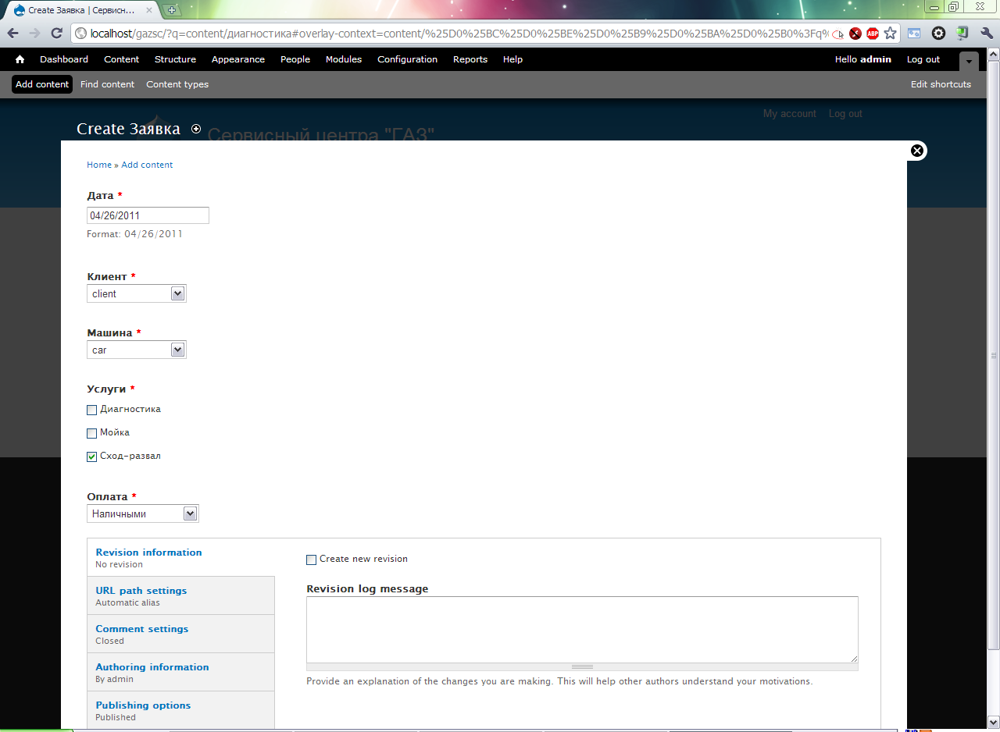 Create Заявка | Сервисн...
localhost/gazsc/?q=content/диагностика#overlay-context=content/%25D0%25BC%25D0%25BE%25D0%25B9%25D0%25BA%25D0%25B0%3Fq%
ABP
Dashboard Content Structure Appearance People Modules Configuration Reports Help Hello admin Log out
Add content Find content Content types Edit shortcuts
My account Log out
Create Заявка
Сервисный центра "ГАЗ"
Home » Add content
Дата *
04/26/2011
Format: 04/26/2011
Клиент *
client
Машина *
car
Услуги *
Диагностика
Мойка
Сход-развал
Оплата *
Наличными
Revision information
No revision
Create new revision
URL path settings
Automatic alias
Revision log message
Comment settings
Closed
Authoring information
By admin
Provide an explanation of the changes you are making. This will help other authors understand your motivations.
Publishing options
Published